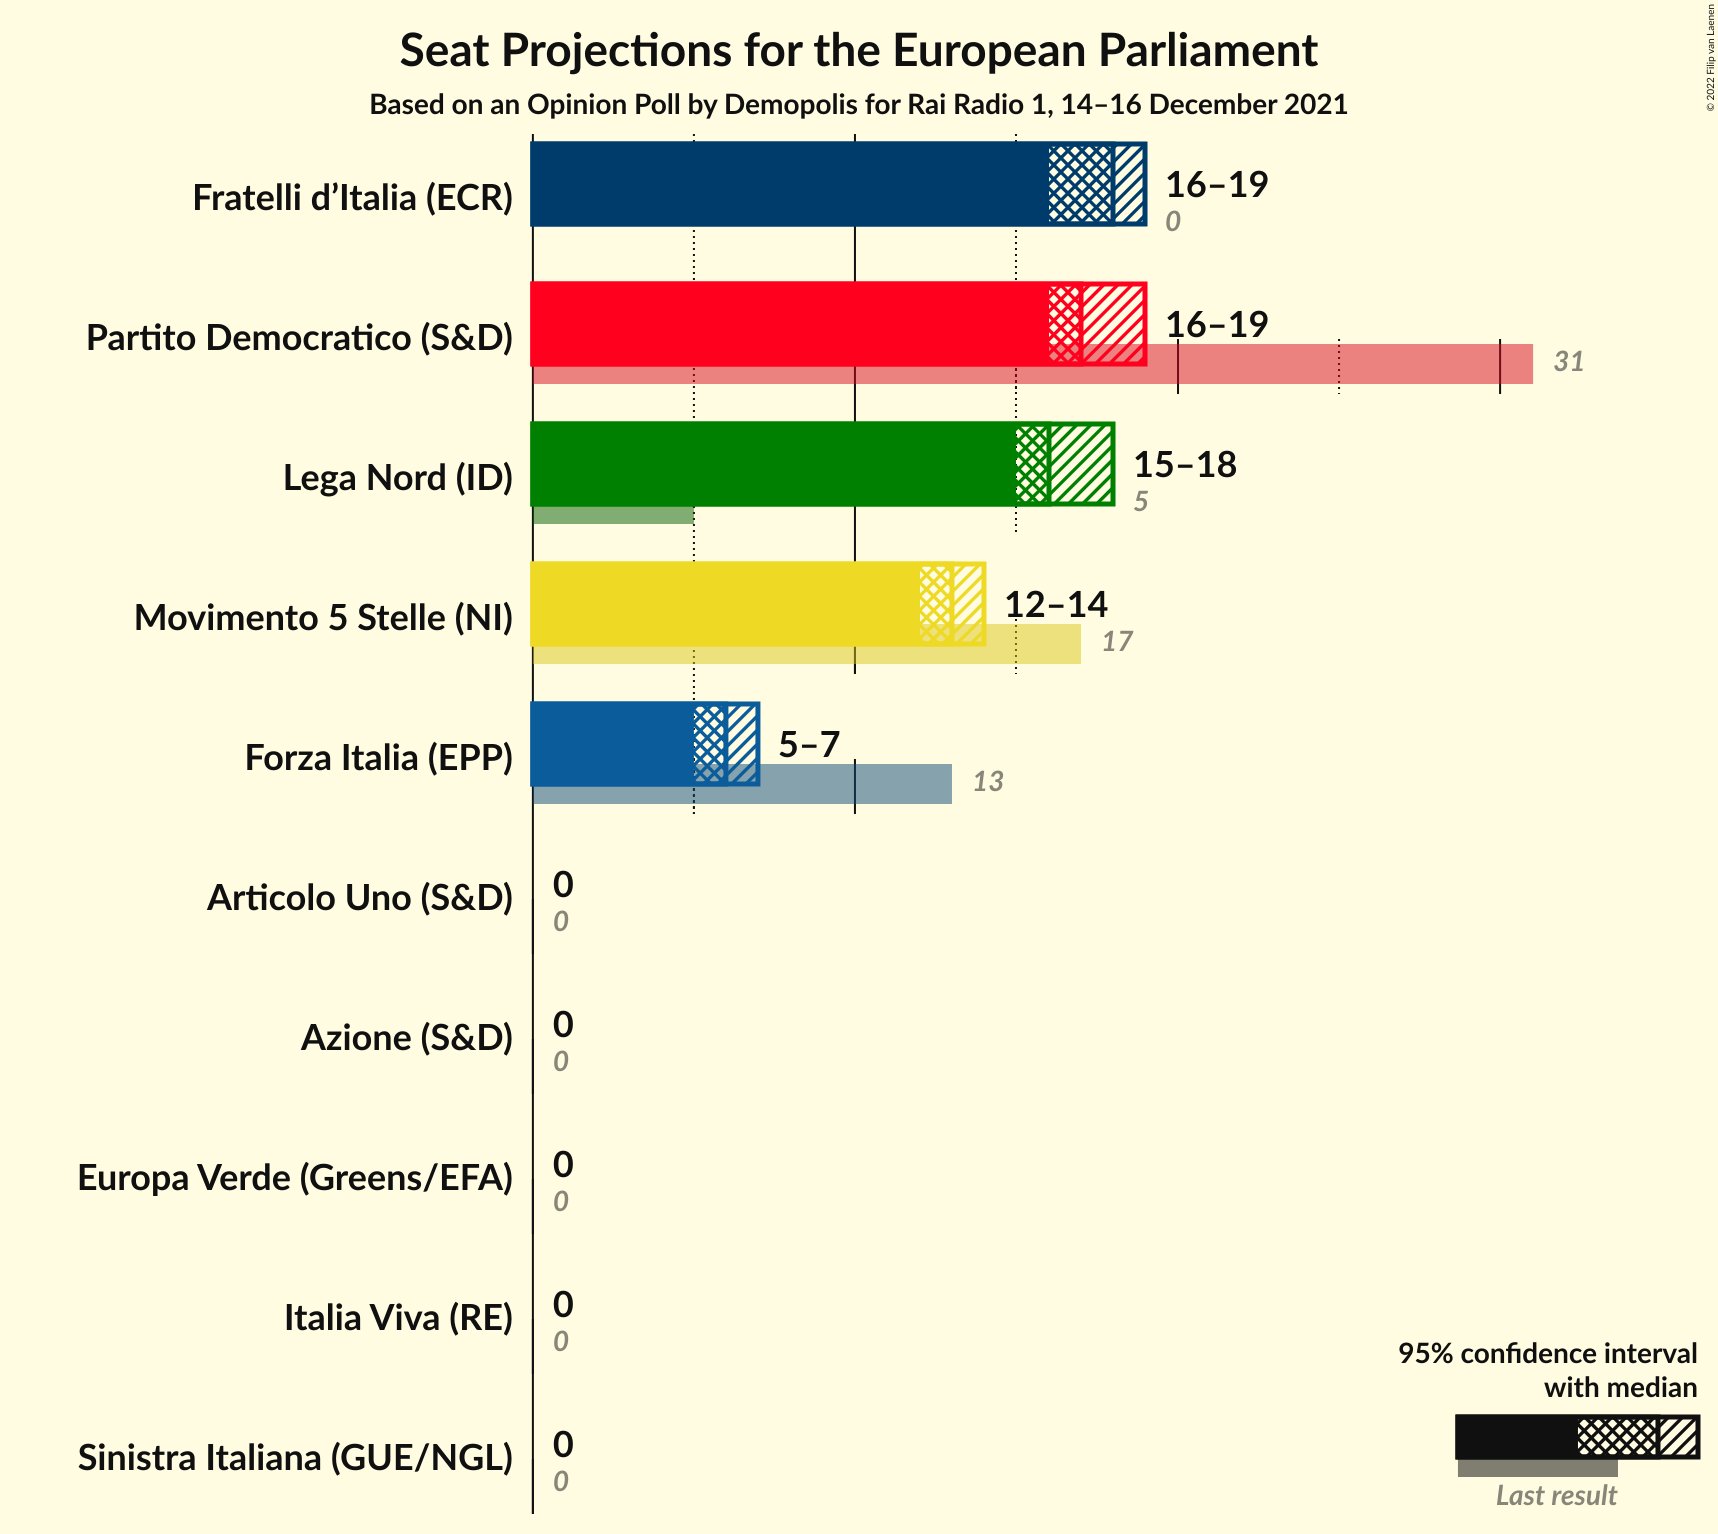 Seat Projections for the European Parliament
Based on an Opinion Poll by Demopolis for Rai Radio 1, 14–16 December 2021
© 2022 Filip van Laenen
Fratelli d’Italia (ECR)
16–19
0
Partito Democratico (S&D)
16–19
31
Lega Nord (ID)
15–18
5
Movimento 5 Stelle (NI)
12–14
17
Forza Italia (EPP)
5–7
13
Articolo Uno (S&D)
0
0
Azione (S&D)
0
0
Europa Verde (Greens/EFA)
0
0
Italia Viva (RE)
0
0
Sinistra Italiana (GUE/NGL)
0
0
95% confidence interval
with median
Last result